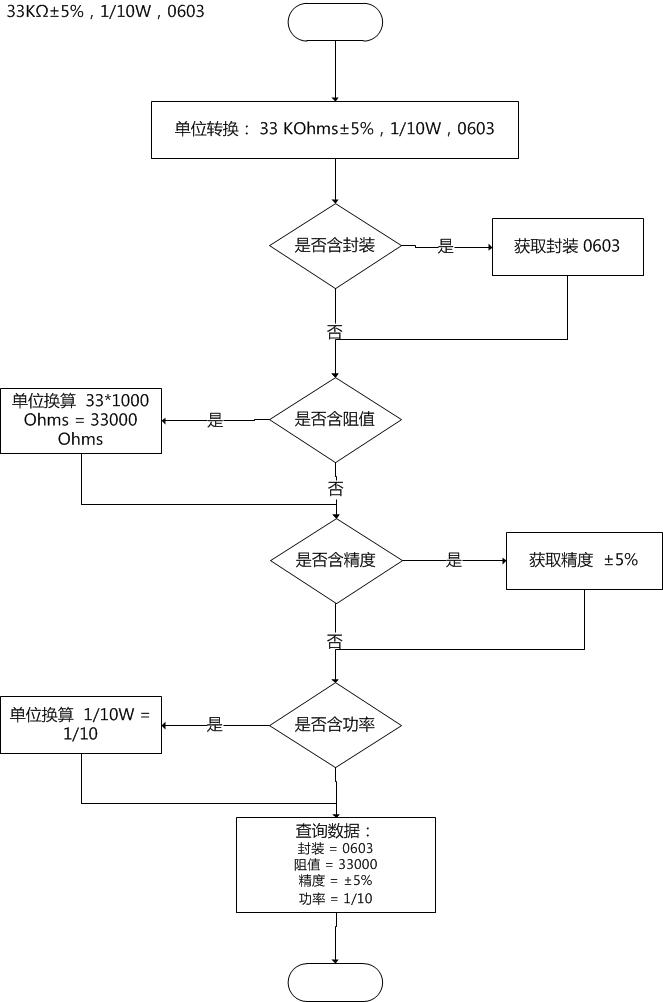 33KΩ±5%，1/10W，0603
单位转换： 33 KOhms±5%，1/10W，0603
是否含封装
是
获取封装 0603
否
单位换算 33*1000
Ohms = 33000
Ohms
是
是否含阻值
否
是否含精度
是
获取精度 ±5%
否
单位换算 1/10W =
1/10
是
是否含功率
查询数据：
封装 = 0603
阻值 = 33000
精度 = ±5%
功率 = 1/10